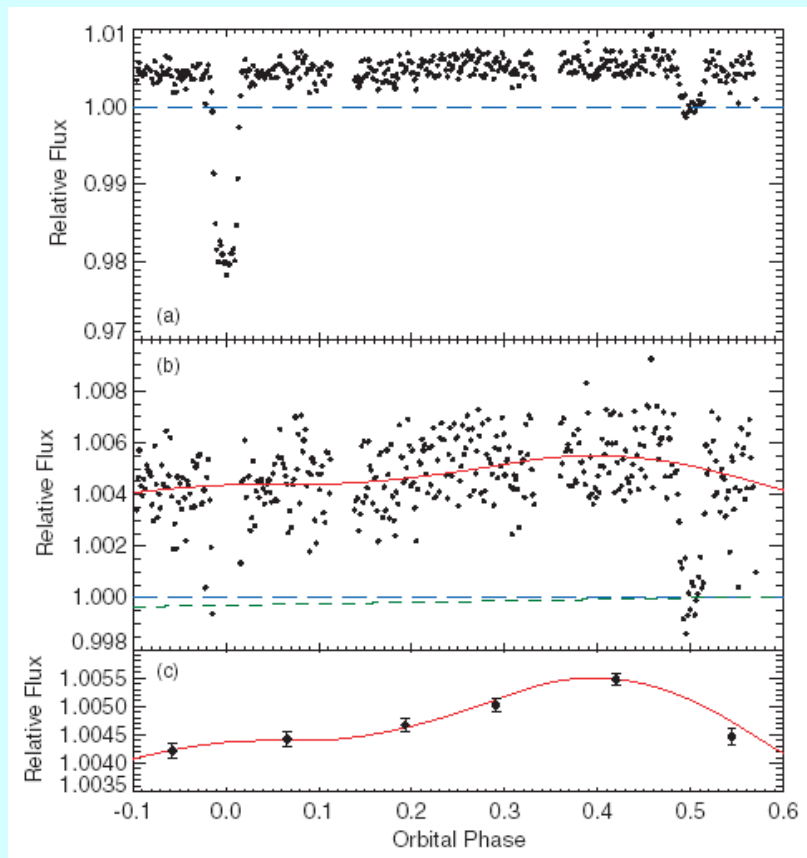 1.01
1.00
0.99
0.98
0.97
Relative Flux
(a)
(b)
1.008
1.006
1.004
1.002
1.000
0.998
Relative Flux
(c)
1.0055
1.0050
1.0045
1.0040
1.0035
Relative Flux
-0.1 0.0 0.1 0.2 0.3 0.4 0.5 0.6
Orbital Phase